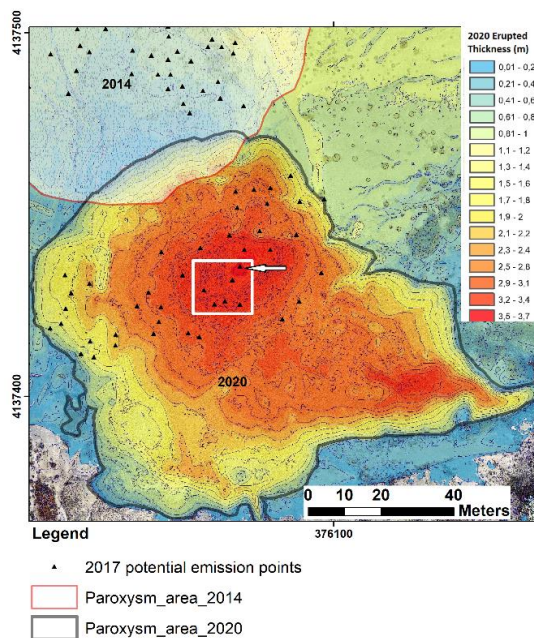 4137500
2014
2020 Erupted
Thickness (m)
0,01 - 0,2
0,21 - 0,4
0,41 - 0,6
0,61 - 0,8
0,81 - 1
1,1 - 1,2
1,3 - 1,4
1,5 - 1,6
1,7 - 1,8
1,9 - 2
2,1 - 2,2
2,3 - 2,4
2,5 - 2,8
2,9 - 3,1
3,2 - 3,4
3,5 - 3,7
4137400
2020
0 10 20 40
Meters
Legend
376100
2017 potential emission points
Paroxysm_area_2014
Paroxysm_area_2020